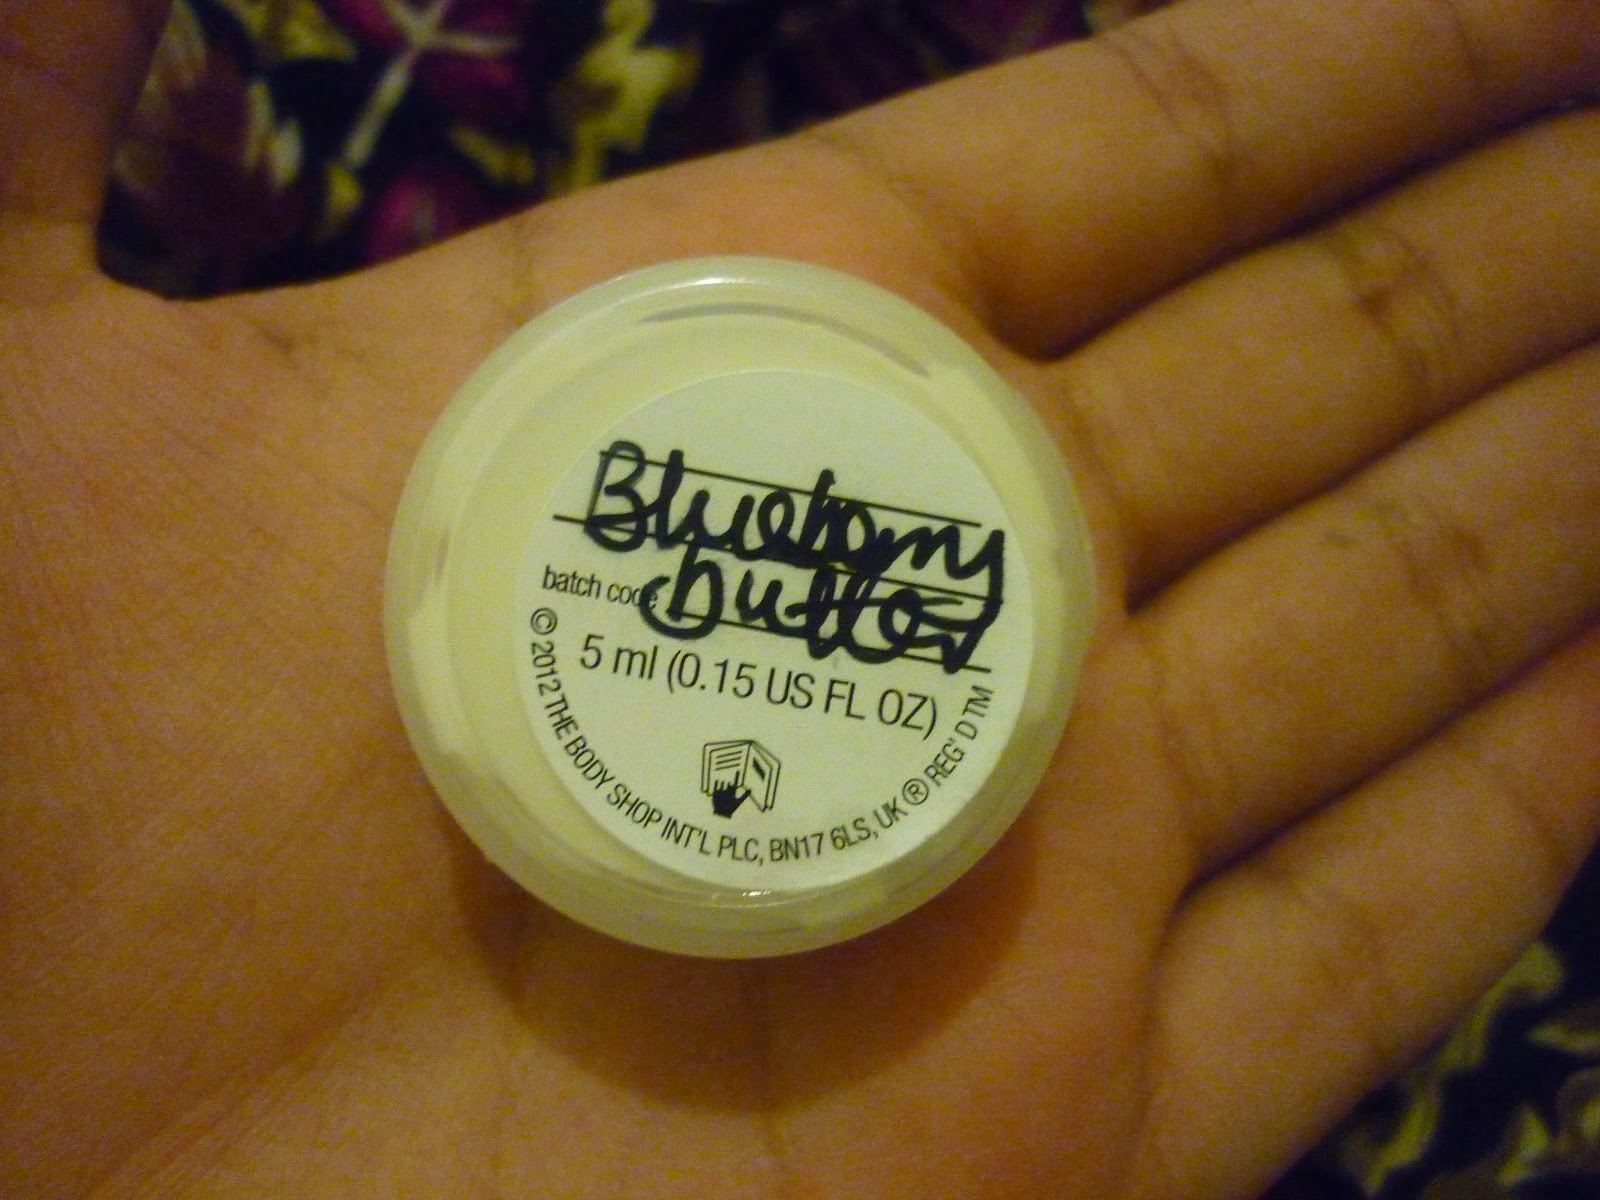 Blueberry
butter
batch code
5 ml (0.15 US FL OZ)
© 2012 THE BODY SHOP INT'L PLC, BN17 6LS, UK ® REG'D TM